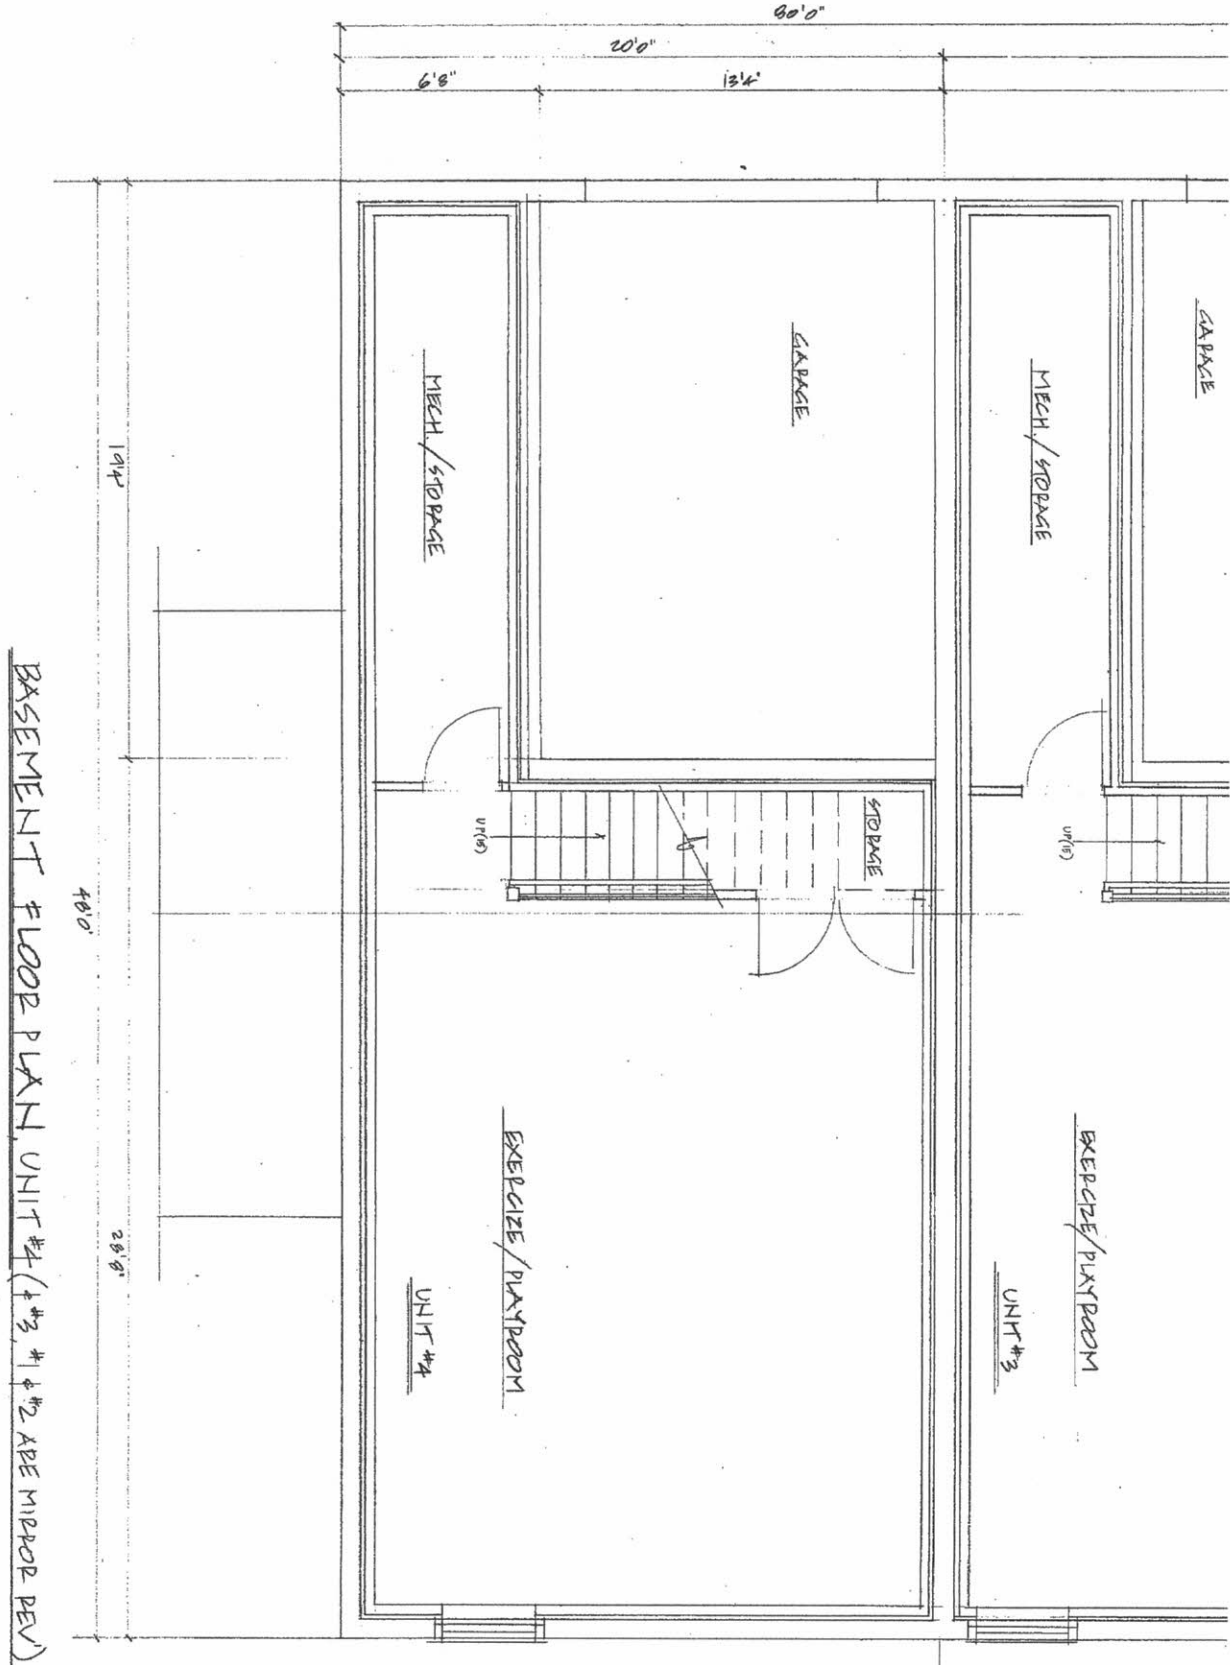 80'0"
20'0"
6'8"
13'4"
GARAGE
GARAGE
MECH./STORAGE
MECH./STORAGE
19'4"
STORAGE
UP(15)
UP(15)
48'0"
EXERCIZE/PLAYROOM
EXERCIZE/PLAYROOM
28'8"
UNIT #4
UNIT #3
BASEMENT FLOOR PLAN, UNIT #4 (& #3, #1 & #2 ARE MIRROR REV')